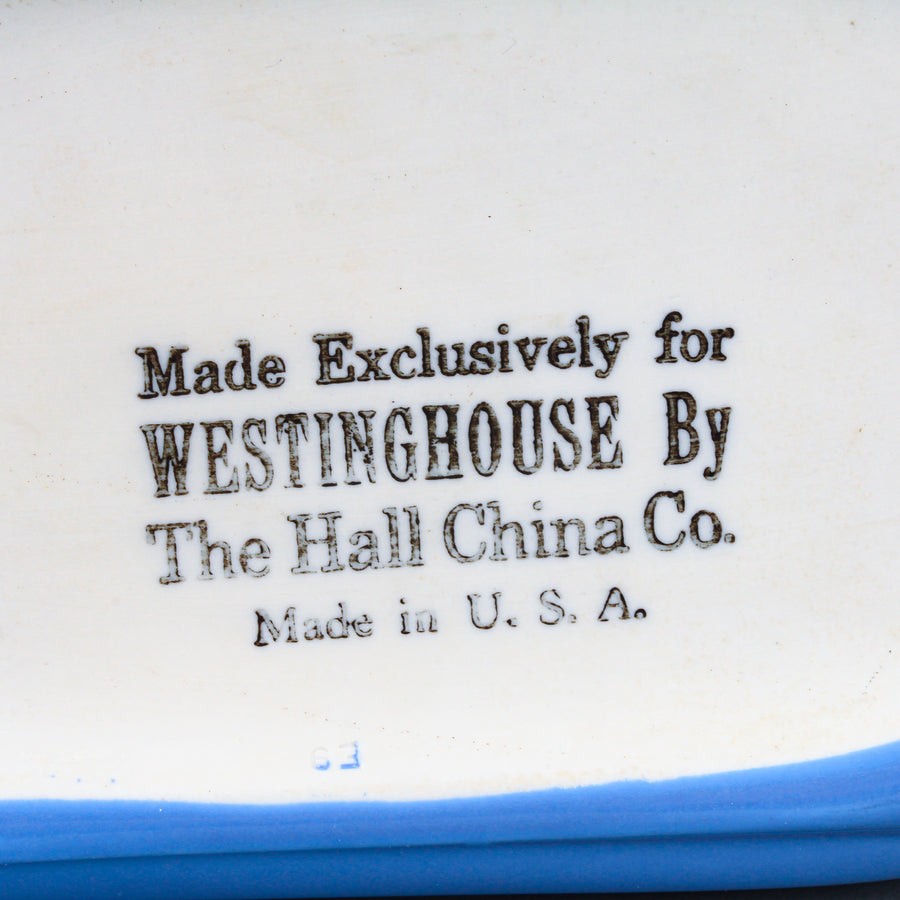 Made Exclusively for
WESTINGHOUSE By
The Hall China Co.
Made in U. S. A.